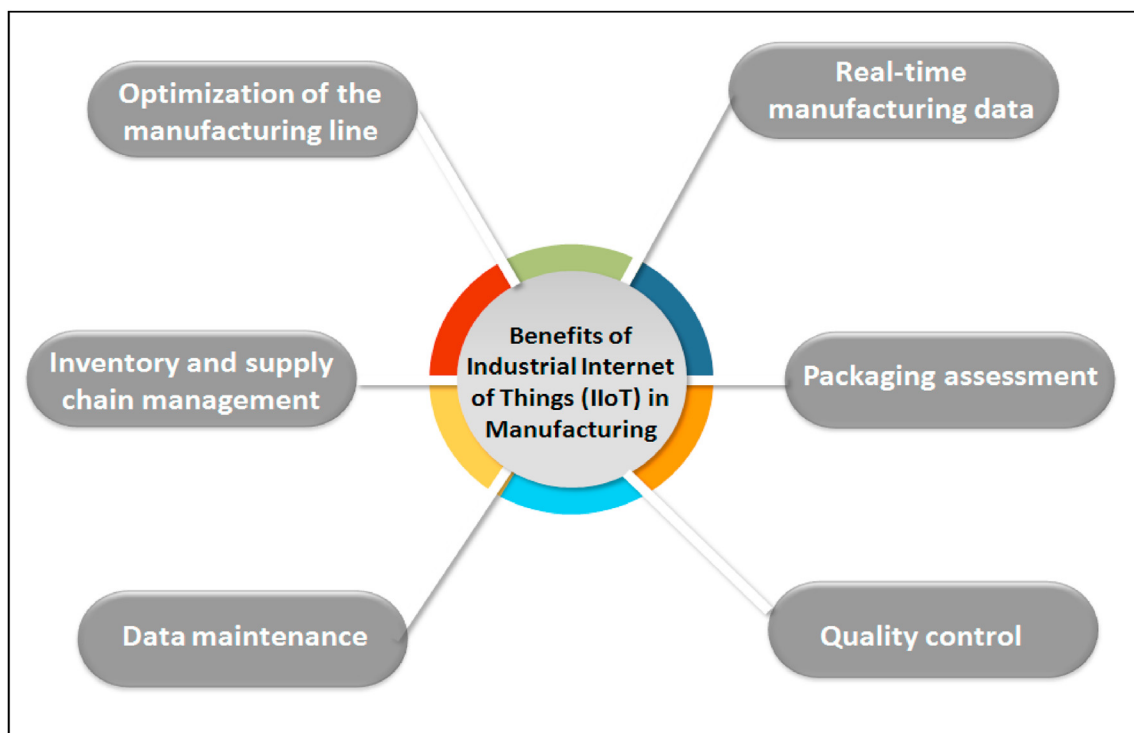 Optimization of the
manufacturing line
Real-time
manufacturing data
Inventory and supply
chain management
Benefits of
Industrial Internet
of Things (IIoT) in
Manufacturing
Packaging assessment
Data maintenance
Quality control